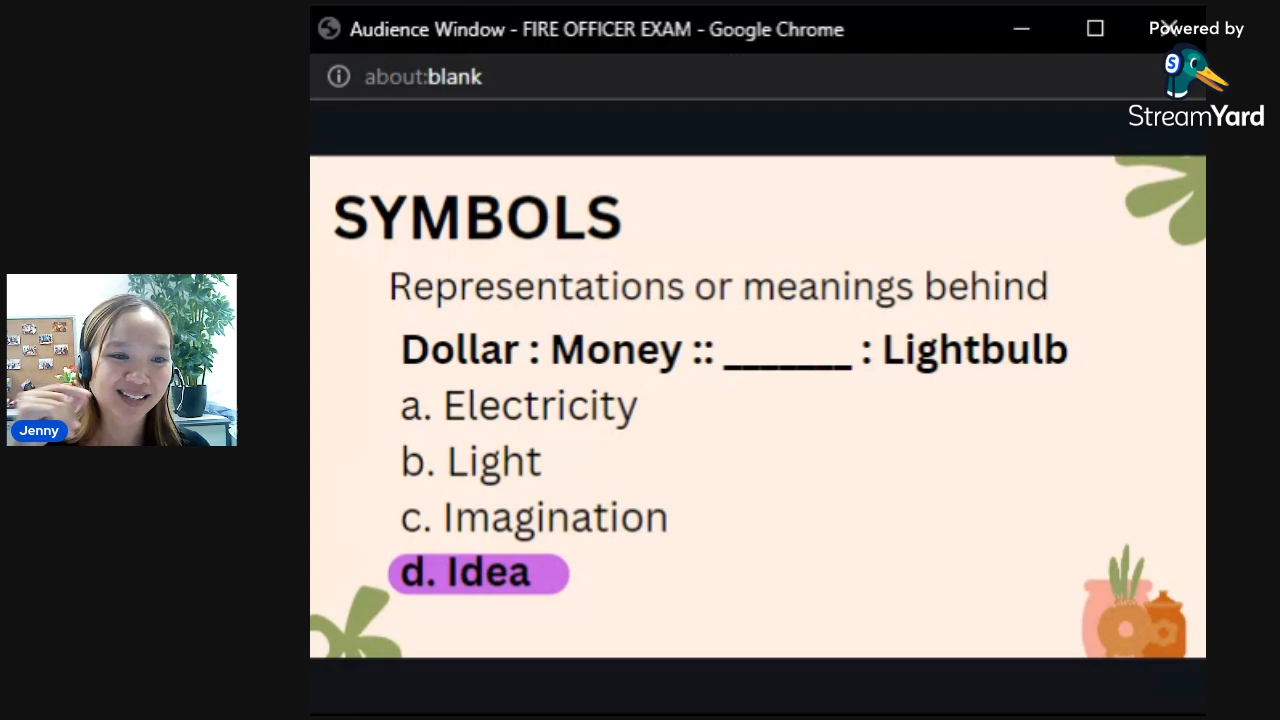 Audience Window - FIRE OFFICER EXAM - Google Chrome
Powered by
StreamYard
about:blank
SYMBOLS
Representations or meanings behind
Dollar : Money :: _______ : Lightbulb
a. Electricity
b. Light
c. Imagination
d. Idea
Jenny
S